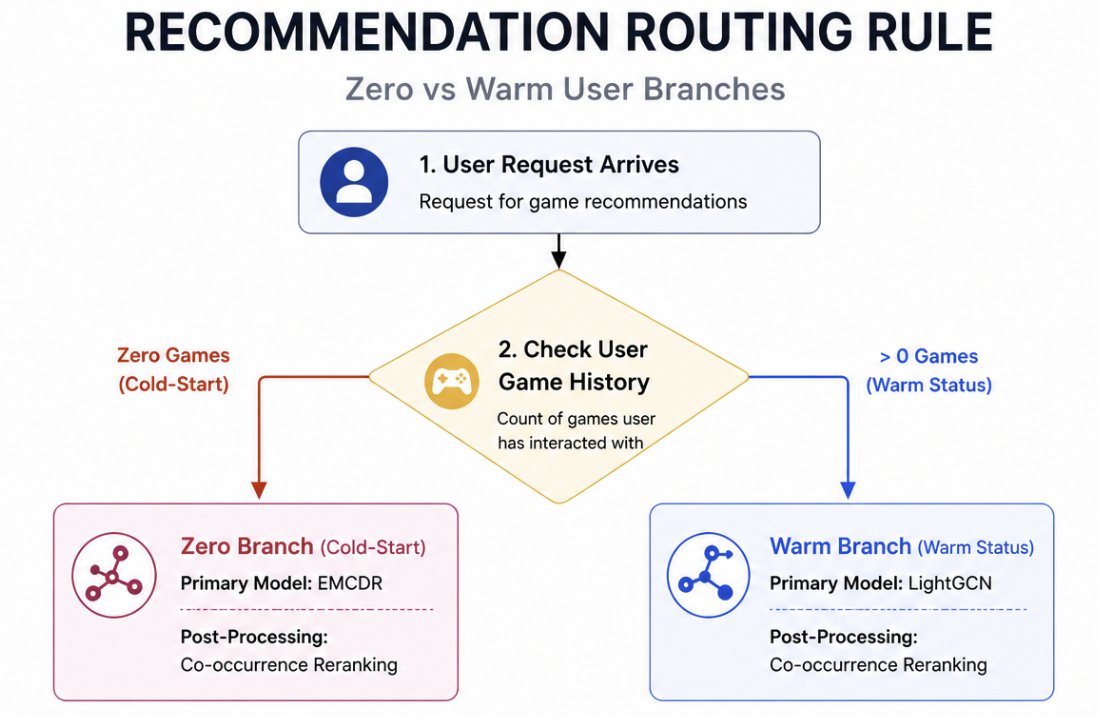 RECOMMENDATION ROUTING RULE
Zero vs Warm User Branches
1. User Request Arrives
Request for game recommendations
2. Check User
Game History
Count of games user
has interacted with
Zero Games
(Cold-Start)
> 0 Games
(Warm Status)
Zero Branch (Cold-Start)
Primary Model: EMCDR
Post-Processing:
Co-occurrence Reranking
Warm Branch (Warm Status)
Primary Model: LightGCN
Post-Processing:
Co-occurrence Reranking